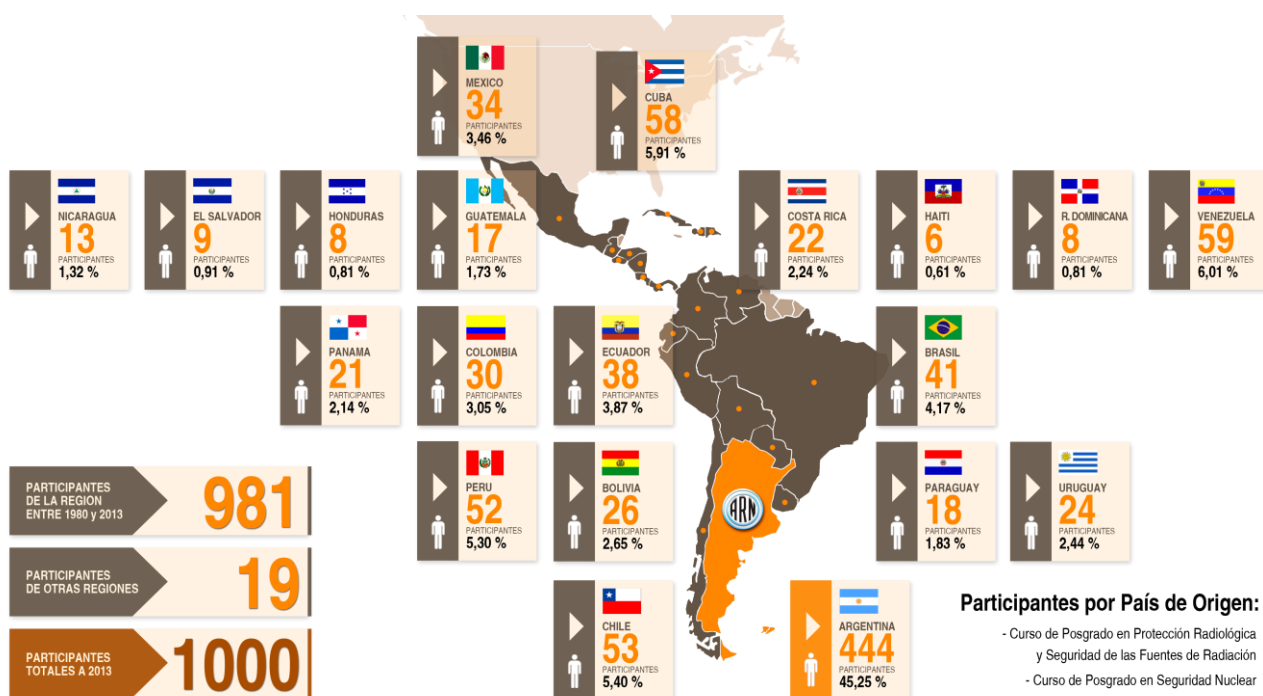 MEXICO
34
PARTICIPANTES
3,46 %
CUBA
58
PARTICIPANTES
5,91 %
NICARAGUA
13
PARTICIPANTES
1,32 %
EL SALVADOR
9
PARTICIPANTES
0,91 %
HONDURAS
8
PARTICIPANTES
0,81 %
GUATEMALA
17
PARTICIPANTES
1,73 %
COSTA RICA
22
PARTICIPANTES
2,24 %
HAITI
6
PARTICIPANTES
0,61 %
R. DOMINICANA
8
PARTICIPANTES
0,81 %
VENEZUELA
59
PARTICIPANTES
6,01 %
PANAMA
21
PARTICIPANTES
2,14 %
COLOMBIA
30
PARTICIPANTES
3,05 %
ECUADOR
38
PARTICIPANTES
3,87 %
BRASIL
41
PARTICIPANTES
4,17 %
PERU
52
PARTICIPANTES
5,30 %
BOLIVIA
26
PARTICIPANTES
2,65 %
ARN
PARAGUAY
18
PARTICIPANTES
1,83 %
URUGUAY
24
PARTICIPANTES
2,44 %
CHILE
53
PARTICIPANTES
5,40 %
ARGENTINA
444
PARTICIPANTES
45,25 %
PARTICIPANTES
DE LA REGION
ENTRE 1980 y 2013
981
PARTICIPANTES
DE OTRAS REGIONES
19
PARTICIPANTES
TOTALES A 2013
1000
Participantes por País de Origen:
- Curso de Posgrado en Protección Radiológica
y Seguridad de las Fuentes de Radiación
- Curso de Posgrado en Seguridad Nuclear